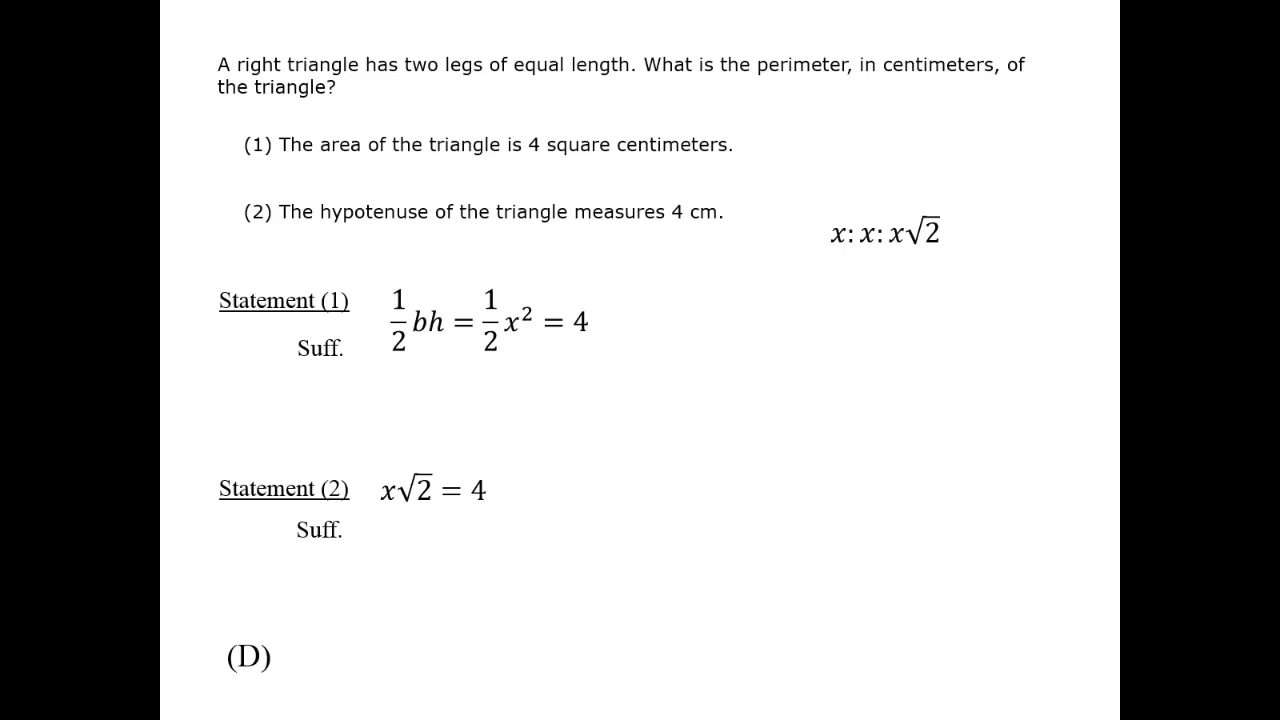 A right triangle has two legs of equal length. What is the perimeter, in centimeters, of
the triangle?
(1) The area of the triangle is 4 square centimeters.
(2) The hypotenuse of the triangle measures 4 cm.
x: x: x√2
Statement (1) 1/2 bh = 1/2 x² = 4
Suff.
Statement (2) x√2 = 4
Suff.
(D)